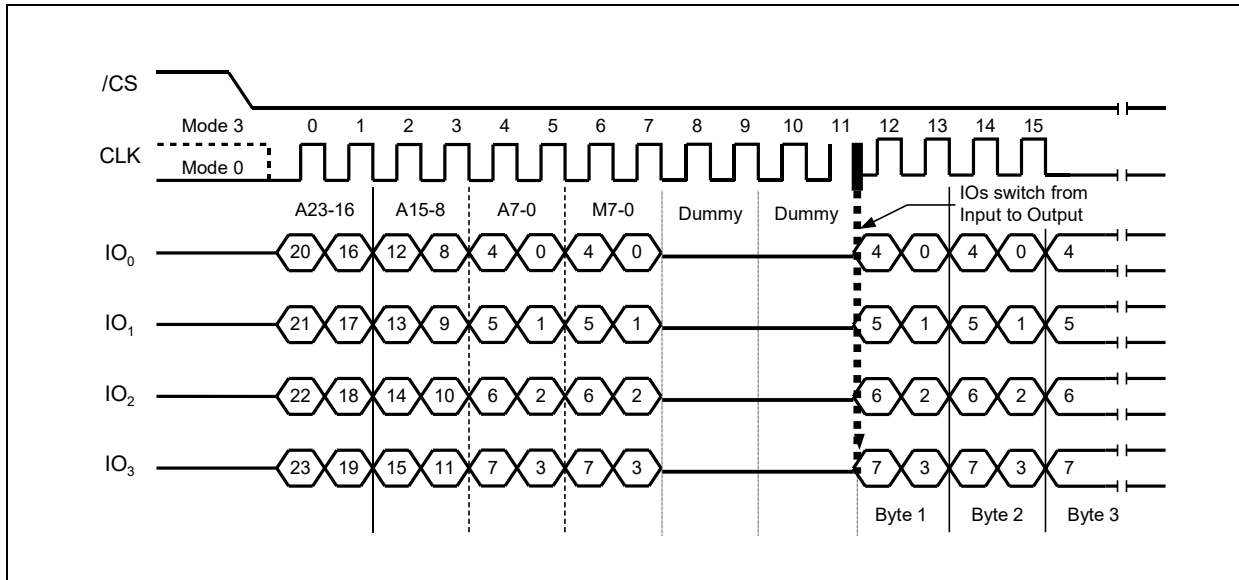 /CS
Mode 3 0 1 2 3 4 5 6 7 8 9 10 11 12 13 14 15
CLK
Mode 0
IOs switch from
Input to Output
A23-16 A15-8 A7-0 M7-0 Dummy Dummy
IO0 20 16 12 8 4 0 4 0 4 0 4 0 4
IO1 21 17 13 9 5 1 5 1 5 1 5 1 5
IO2 22 18 14 10 6 2 6 2 6 2 6 2 6
IO3 23 19 15 11 7 3 7 3 7 3 7 3 7
Byte 1 Byte 2 Byte 3